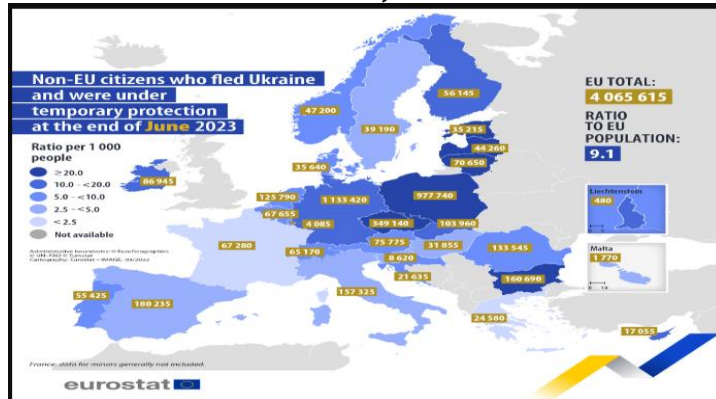 Non-EU citizens who fled Ukraine
and were under
temporary protection
at the end of June 2023
Ratio per 1 000
people
≥ 20.0
10.0 - <20.0
5.0 - <10.0
2.5 - <5.0
< 2.5
Not available
EU TOTAL:
4 065 615
RATIO
TO EU
POPULATION:
9.1
56 145
47 200
39 190
35 215
44 260
70 650
35 640
86 945
125 790
1 133 420
977 740
67 655
4 085
349 140
103 960
67 280
65 170
75 775
31 855
133 545
8 620
21 635
160 690
55 425
180 235
157 325
24 580
17 055
Liechtenstein
480
Malta
1 770
France: data for minors generally not included.
eurostat